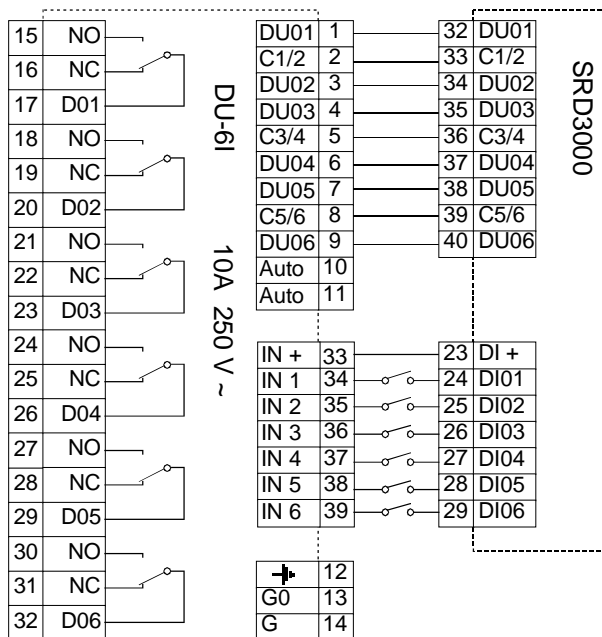 15 NO
16 NC
17 D01
18 NO
19 NC
20 D02
21 NO
22 NC
23 D03
24 NO
25 NC
26 D04
27 NO
28 NC
29 D05
30 NO
31 NC
32 D06
DU-6I 10A 250 V ~
DU01 1
C1/2 2
DU02 3
DU03 4
C3/4 5
DU04 6
DU05 7
C5/6 8
DU06 9
Auto 10
Auto 11
IN + 33
IN 1 34
IN 2 35
IN 3 36
IN 4 37
IN 5 38
IN 6 39
12
G0 13
G 14
32 DU01
33 C1/2
34 DU02
35 DU03
36 C3/4
37 DU04
38 DU05
39 C5/6
40 DU06
23 DI +
24 DI01
25 DI02
26 DI03
27 DI04
28 DI05
29 DI06
SRD3000